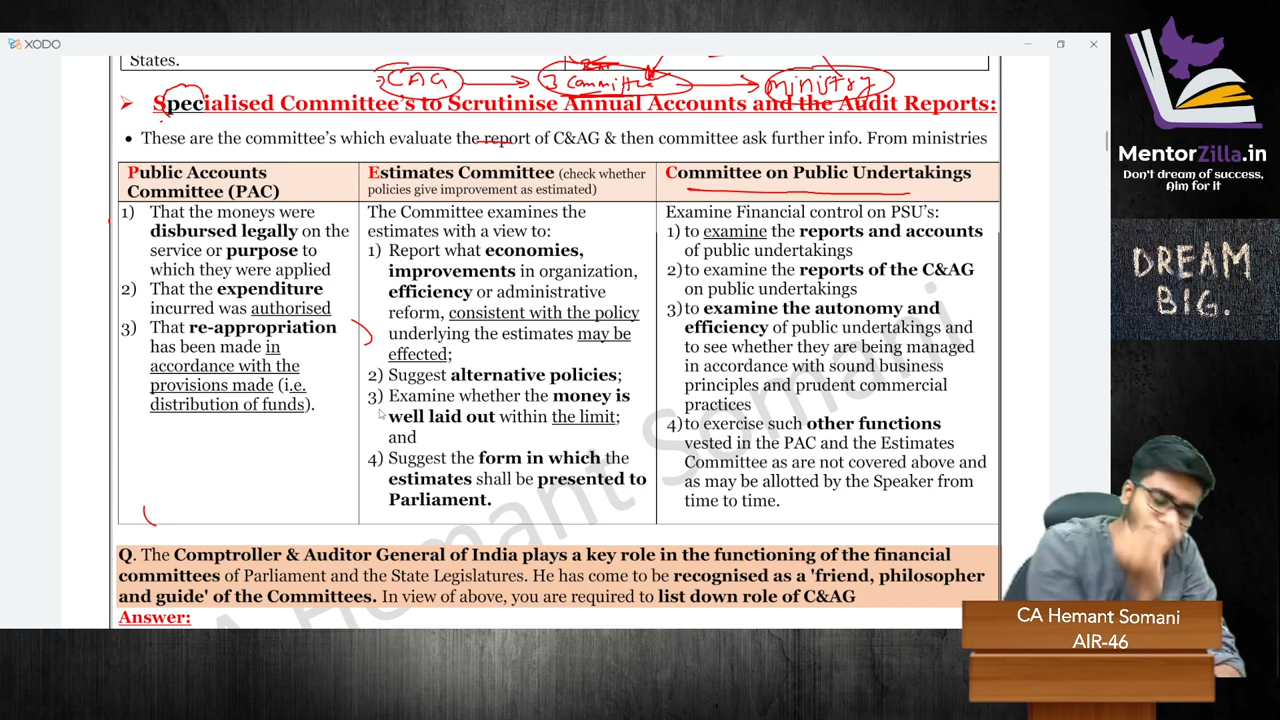 XODO
States.
CAG
3 Committee
ministry
Specialised Committee's to Scrutinise Annual Accounts and the Audit Reports:
These are the committee's which evaluate the report of C&AG & then committee ask further info. From ministries
Public Accounts
Committee (PAC)
1) That the moneys were
disbursed legally on the
service or purpose to
which they were applied
2) That the expenditure
incurred was authorised
3) That re-appropriation
has been made in
accordance with the
provisions made (i.e.
distribution of funds).
Estimates Committee (check whether
policies give improvement as estimated)
The Committee examines the
estimates with a view to:
1) Report what economies,
improvements in organization,
efficiency or administrative
reform, consistent with the policy
underlying the estimates may be
effected;
2) Suggest alternative policies;
3) Examine whether the money is
well laid out within the limit;
and
4) Suggest the form in which the
estimates shall be presented to
Parliament.
Committee on Public Undertakings
Examine Financial control on PSU's:
1) to examine the reports and accounts
of public undertakings
2) to examine the reports of the C&AG
on public undertakings
3) to examine the autonomy and
efficiency of public undertakings and
to see whether they are being managed
in accordance with sound business
principles and prudent commercial
practices
4) to exercise such other functions
vested in the PAC and the Estimates
Committee as are not covered above and
as may be allotted by the Speaker from
time to time.
Q. The Comptroller & Auditor General of India plays a key role in the functioning of the financial
committees of Parliament and the State Legislatures. He has come to be recognised as a 'friend, philosopher
and guide' of the Committees. In view of above, you are required to list down role of C&AG
Answer:
CA Hemant Somani
MentorZilla.in
Don't dream of success,
Aim for it
DREAM
BIG.
CA Hemant Somani
AIR-46